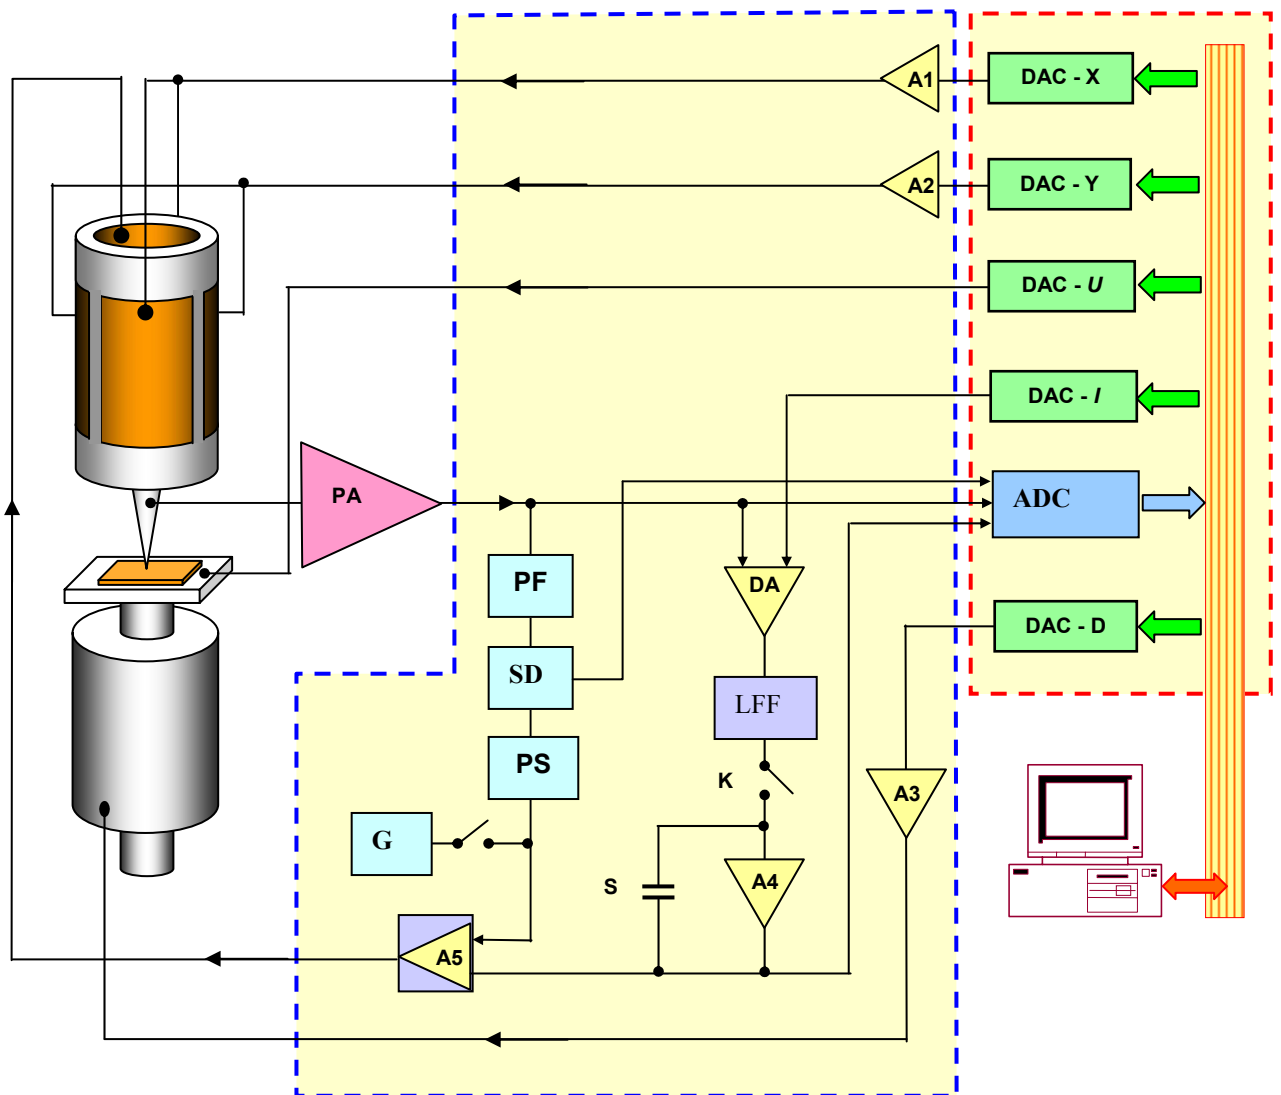 A1
DAC - X
A2
DAC - Y
DAC - U
DAC - I
PA
ADC
PF
DA
DAC - D
SD
LFF
PS
K
A3
G
S
A4
A5